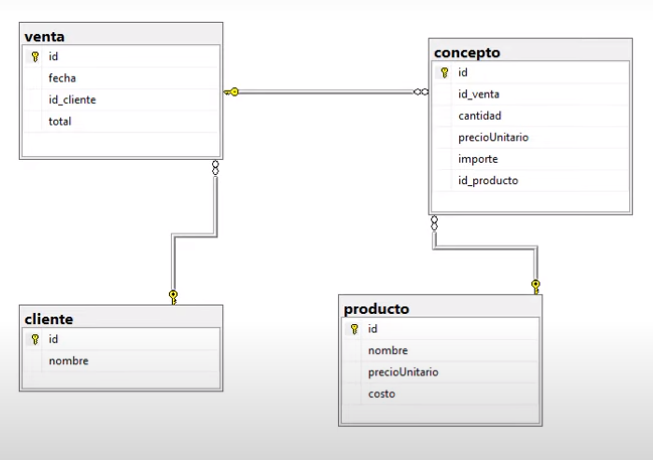 venta
id
fecha
id_cliente
total
concepto
id
id_venta
cantidad
precioUnitario
importe
id_producto
cliente
id
nombre
producto
id
nombre
precioUnitario
costo